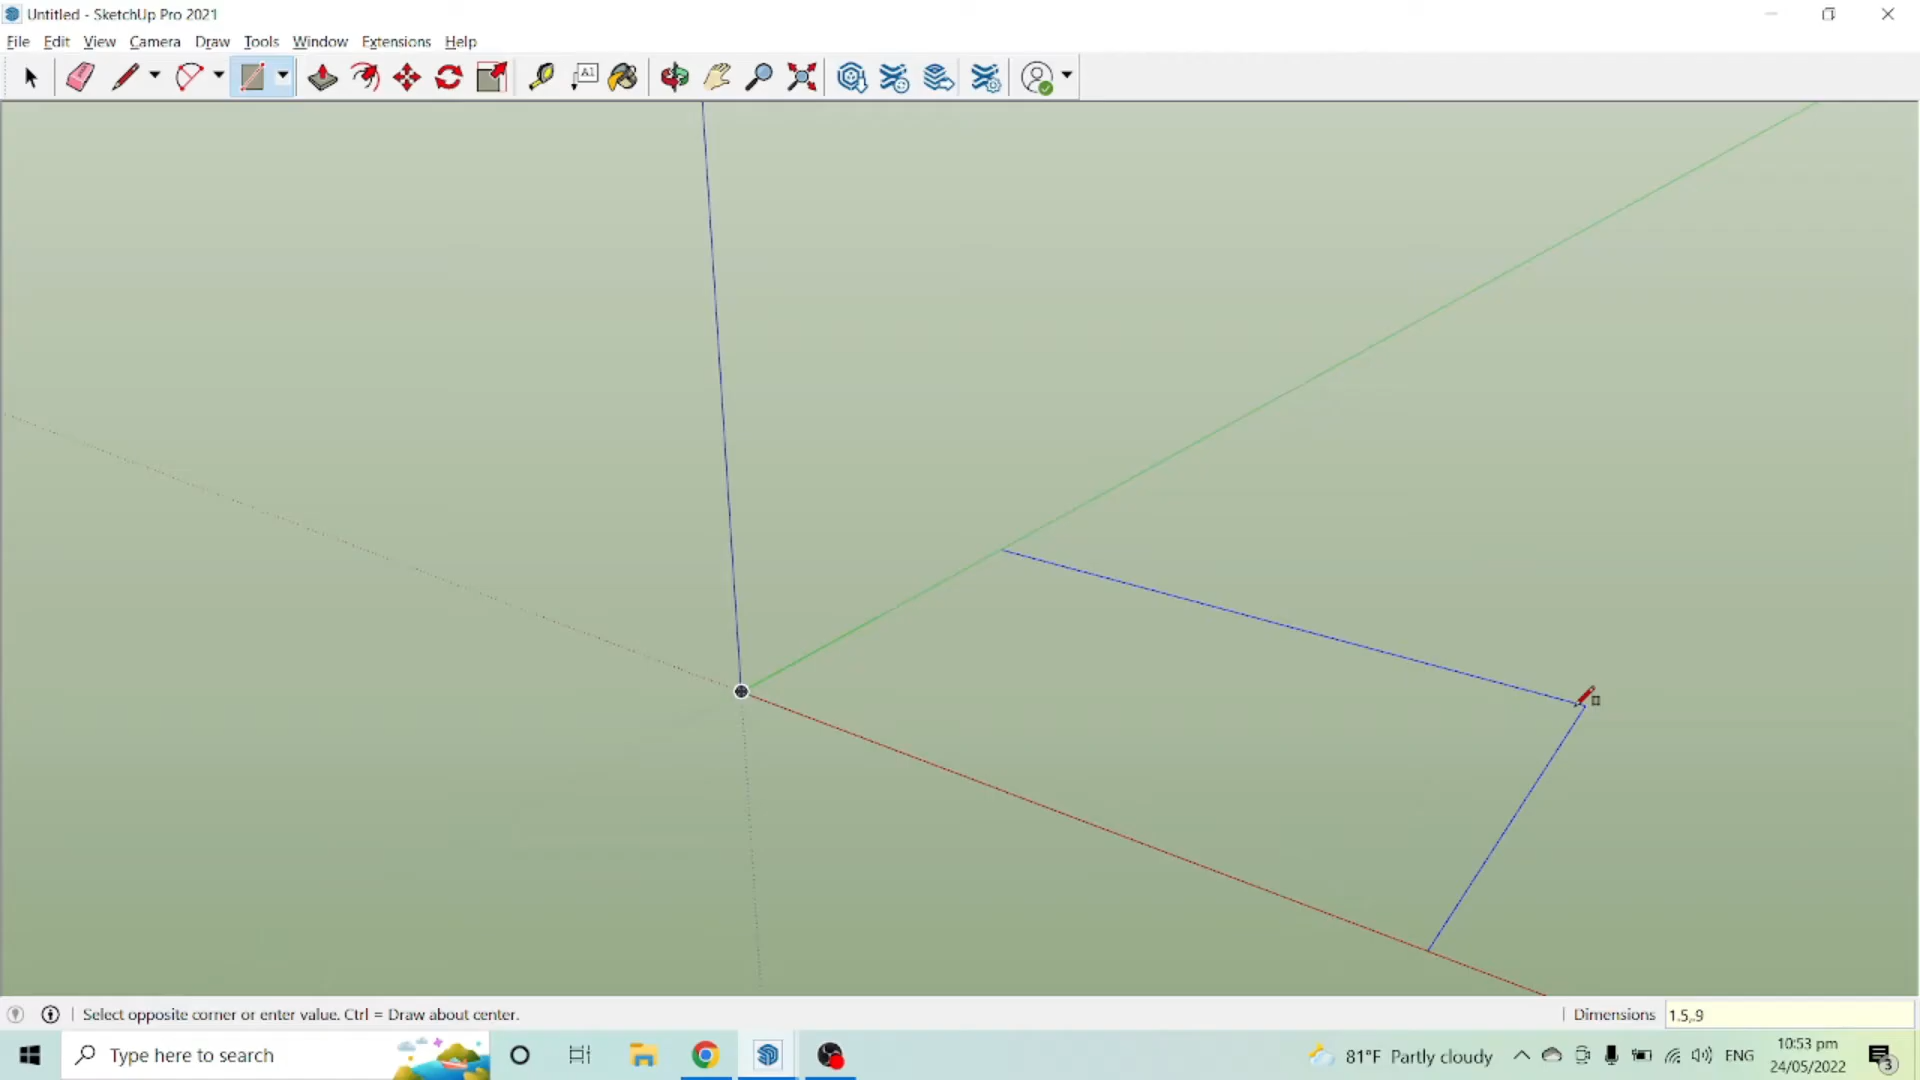 Untitled - SketchUp Pro 2021
File Edit View Camera Draw Tools Window Extensions Help
A1
Select opposite corner or enter value. Ctrl = Draw about center.
Dimensions 1.5,.9
Type here to search
81°F Partly cloudy
ENG
10:53 pm
24/05/2022
3